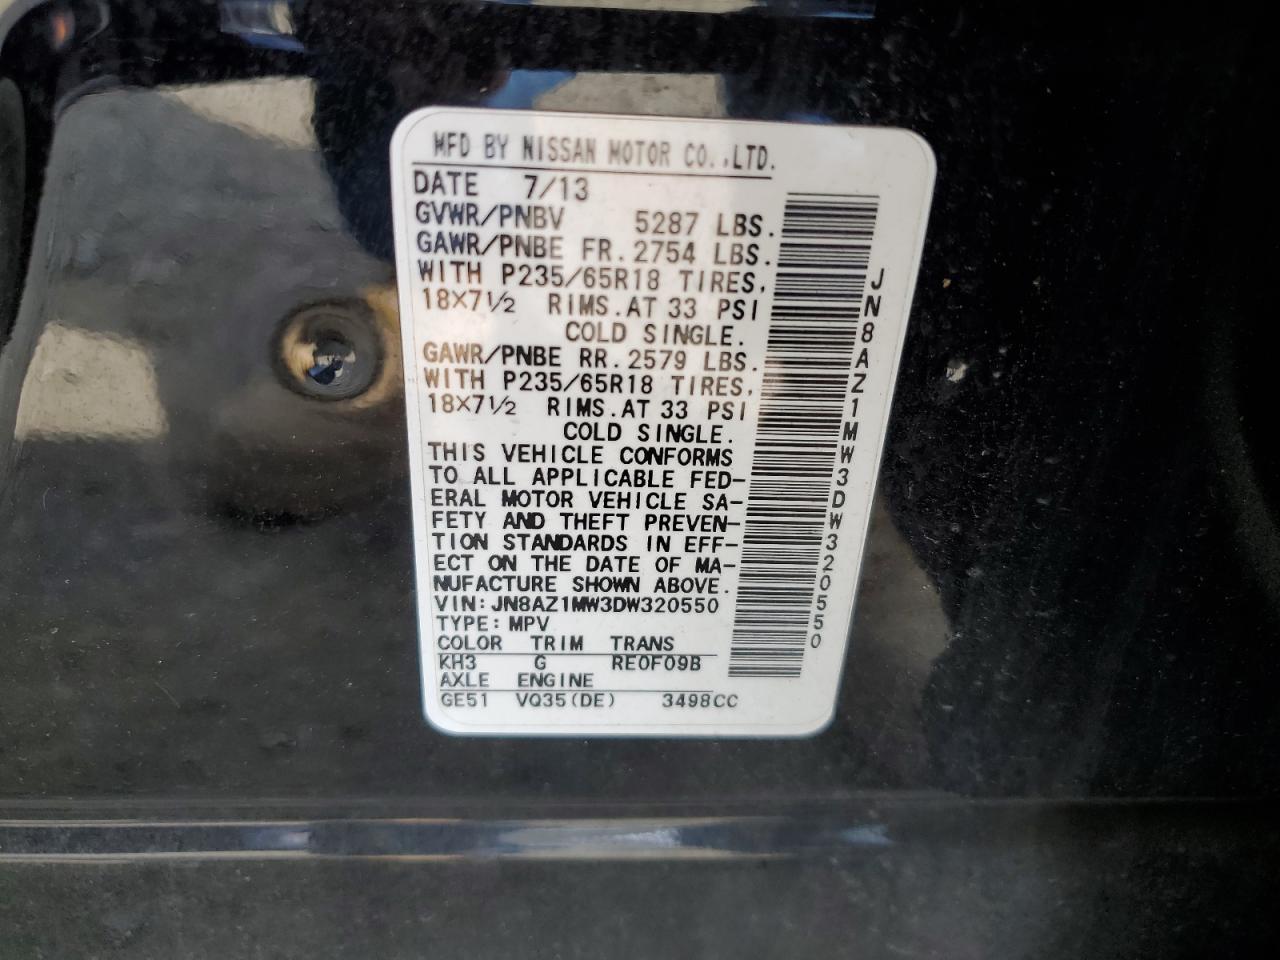 MFD BY NISSAN MOTOR CO.,LTD.
DATE 7/13
GVWR/PNBV 5287 LBS.
GAWR/PNBE FR.2754 LBS.
WITH P235/65R18 TIRES,
18×7½ RIMS.AT 33 PSI
COLD SINGLE.
GAWR/PNBE RR.2579 LBS.
WITH P235/65R18 TIRES,
18×7½ RIMS.AT 33 PSI
COLD SINGLE.
THIS VEHICLE CONFORMS
TO ALL APPLICABLE FED-
ERAL MOTOR VEHICLE SA-
FETY AND THEFT PREVEN-
TION STANDARDS IN EFF-
ECT ON THE DATE OF MA-
NUFACTURE SHOWN ABOVE.
VIN:JN8AZ1MW3DW320550
TYPE:MPV
COLOR TRIM TRANS
KH3 G RE0F09B
AXLE ENGINE
GE51 VQ35(DE) 3498CC
JN8AZ1MW3DW320550